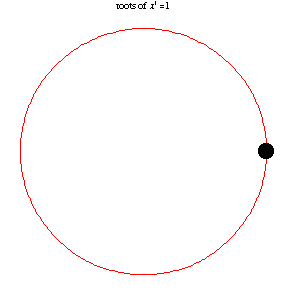 roots of x¹ =1